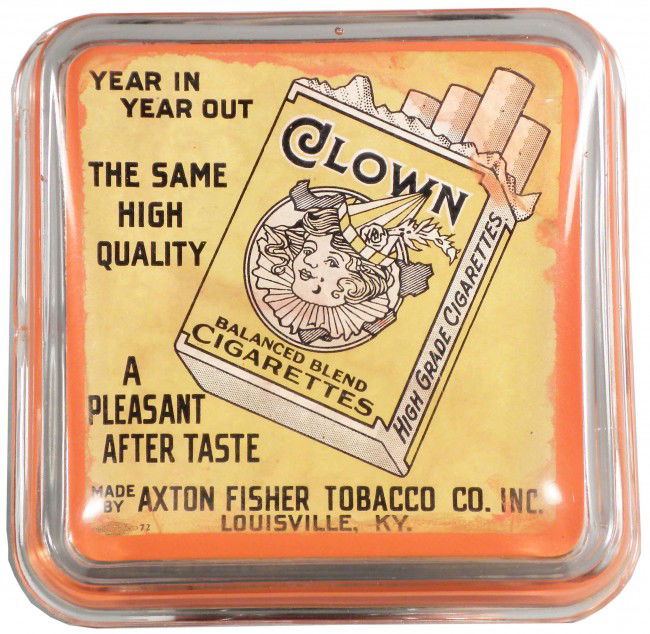 YEAR IN
YEAR OUT
THE SAME
HIGH
QUALITY
A
PLEASANT
AFTER TASTE
CLOWN
BALANCED BLEND
CIGARETTES
HIGH GRADE CIGARETTES
MADE
BY AXTON FISHER TOBACCO CO. INC.
LOUISVILLE, KY.
72